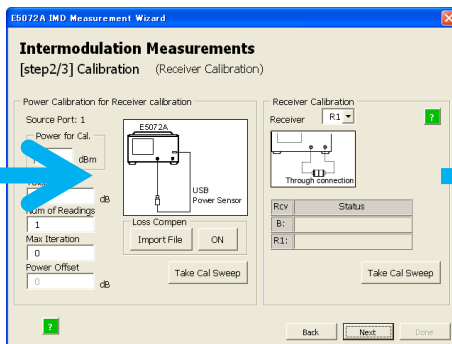 E5072A IMD Measurement Wizard
Intermodulation Measurements
[step2/3] Calibration (Receiver Calibration)
Power Calibration for Receiver calibration
Source Port: 1
Power for Cal.
dBm
E5072A
USB
Power Sensor
dB
Num of Readings
1
Max Iteration
0
Power Offset
0
dB
Loss Compen
Import File
ON
Take Cal Sweep
?
Receiver Calibration
Receiver
R1
?
Through connection
Rcv
Status
B:
R1:
Take Cal Sweep
Back
Next
Done